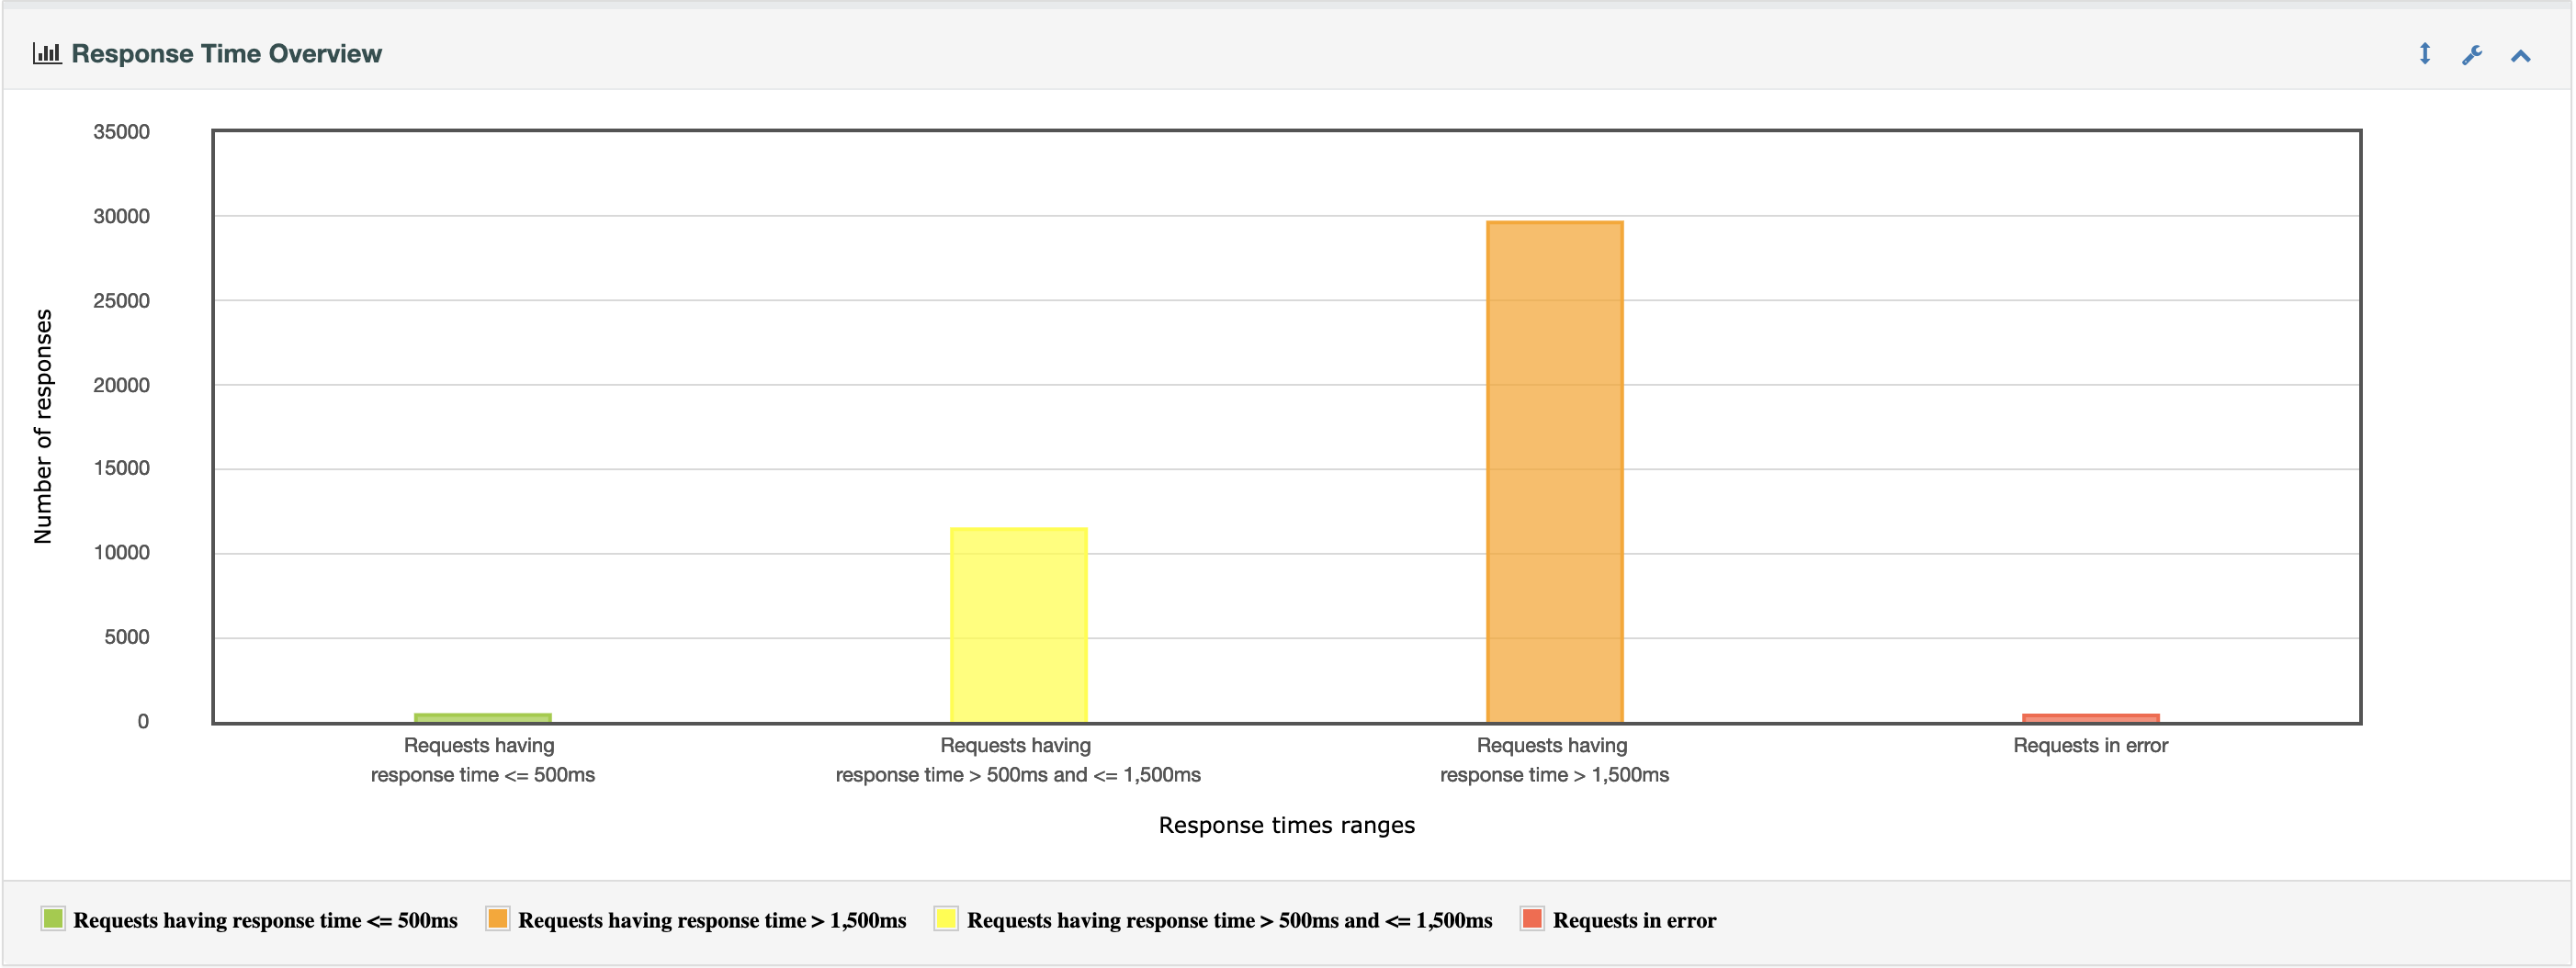 Response Time Overview
35000
30000
25000
20000
15000
10000
5000
0
Number of responses
Requests having
response time <= 500ms
Requests having
response time > 500ms and <= 1,500ms
Requests having
response time > 1,500ms
Requests in error
Response times ranges
Requests having response time <= 500ms
Requests having response time > 1,500ms
Requests having response time > 500ms and <= 1,500ms
Requests in error